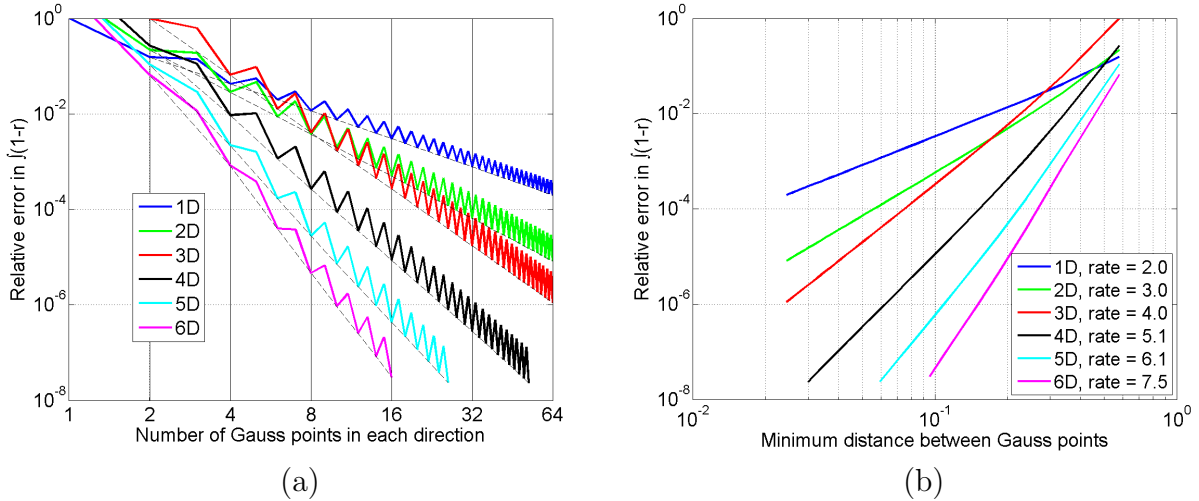 Relative error in ∫(1-r)
10^0
10^-2
10^-4
10^-6
10^-8
1D
2D
3D
4D
5D
6D
1 2 4 8 16 32 64
Number of Gauss points in each direction
(a)
Relative error in ∫(1-r)
10^0
10^-2
10^-4
10^-6
10^-8
1D, rate = 2.0
2D, rate = 3.0
3D, rate = 4.0
4D, rate = 5.1
5D, rate = 6.1
6D, rate = 7.5
10^-2 10^-1 10^0
Minimum distance between Gauss points
(b)